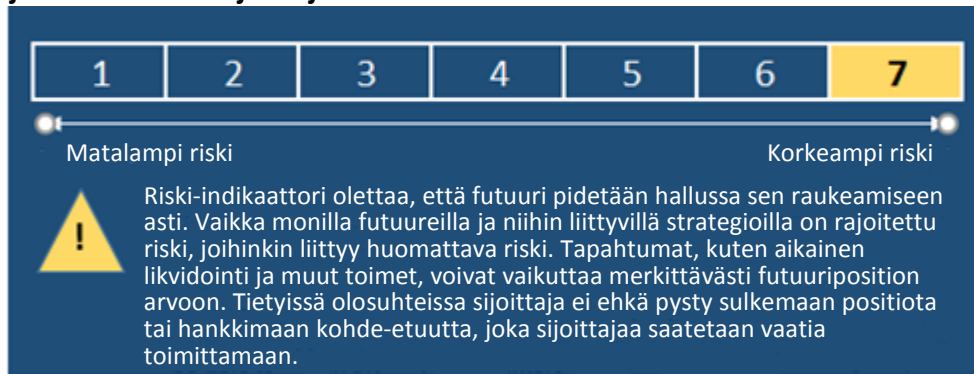 1 2 3 4 5 6 7
Matalampi riski Korkeampi riski
Riski-indikaattori olettaa, että futuuri pidetään hallussa sen raukeamiseen
asti. Vaikka monilla futuureilla ja niihin liittyvillä strategioilla on rajoitettu
riski, joihinkin liittyy huomattava riski. Tapahtumat, kuten aikainen
likvidointi ja muut toimet, voivat vaikuttaa merkittävästi futuuriposition
arvoon. Tietyissä olosuhteissa sijoittaja ei ehkä pysty sulkemaan positiota
tai hankkimaan kohde-etuutta, joka sijoittajaa saatetaan vaatia
toimittamaan.